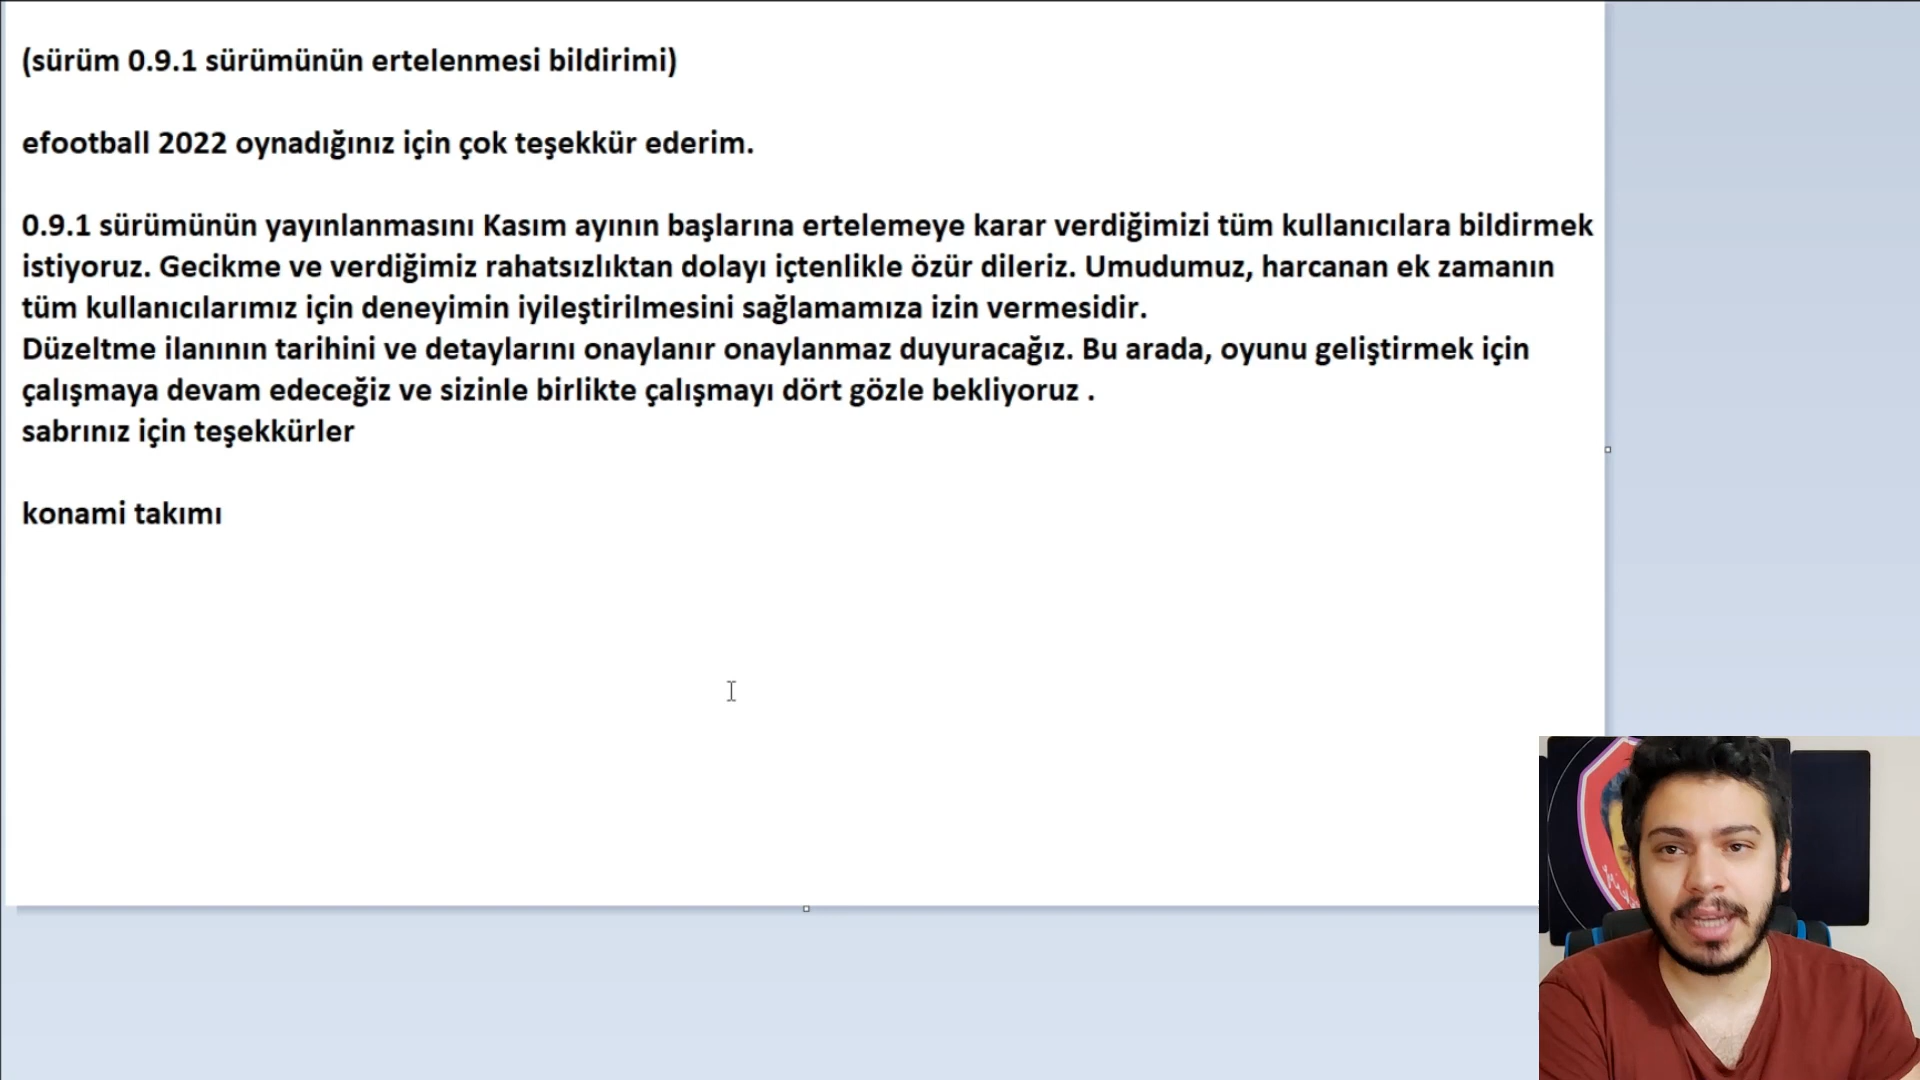 (sürüm 0.9.1 sürümünün ertelenmesi bildirimi)
efootball 2022 oynadığınız için çok teşekkür ederim.
0.9.1 sürümünün yayınlanmasını Kasım ayının başlarına ertelemeye karar verdiğimizi tüm kullanıcılara bildirmek
istiyoruz. Gecikme ve verdiğimiz rahatsızlıktan dolayı içtenlikle özür dileriz. Umudumuz, harcanan ek zamanın
tüm kullanıcılarımız için deneyimin iyileştirilmesini sağlamamıza izin vermesidir.
Düzeltme ilanının tarihini ve detaylarını onaylanır onaylanmaz duyuracağız. Bu arada, oyunu geliştirmek için
çalışmaya devam edeceğiz ve sizinle birlikte çalışmayı dört gözle bekliyoruz .
sabrınız için teşekkürler
konami takımı